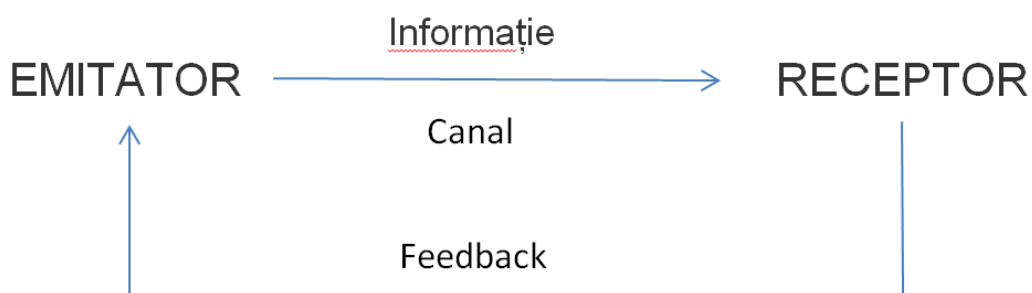 Informație
EMITATOR
RECEPTOR
Canal
Feedback